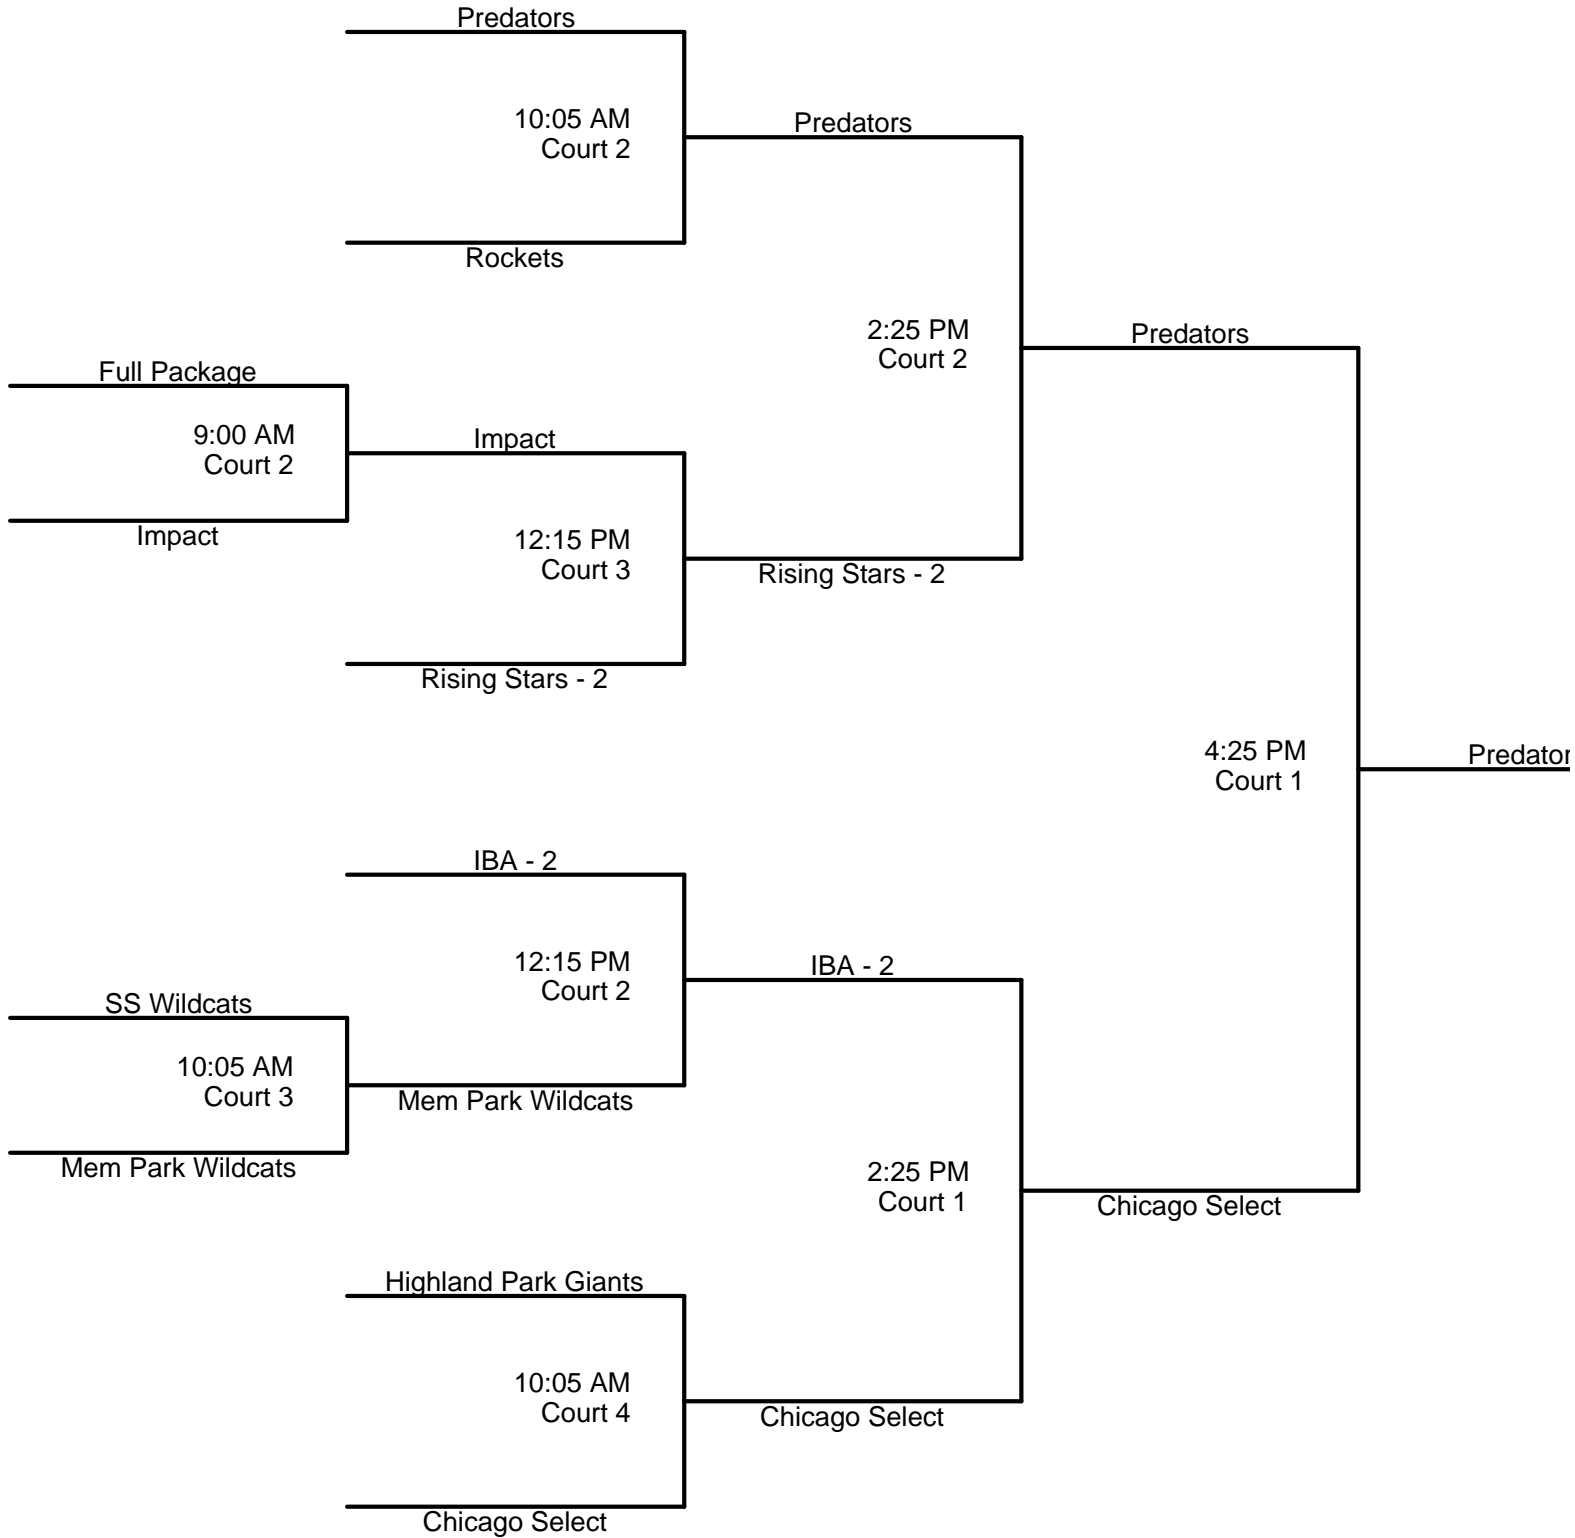 Predators
10:05 AM
Court 2
Predators
Rockets
2:25 PM
Court 2
Predators
Full Package
9:00 AM
Court 2
Impact
Impact
12:15 PM
Court 3
Rising Stars - 2
Rising Stars - 2
4:25 PM
Court 1
Predator
IBA - 2
12:15 PM
Court 2
IBA - 2
SS Wildcats
10:05 AM
Court 3
Mem Park Wildcats
Mem Park Wildcats
2:25 PM
Court 1
Chicago Select
Highland Park Giants
10:05 AM
Court 4
Chicago Select
Chicago Select